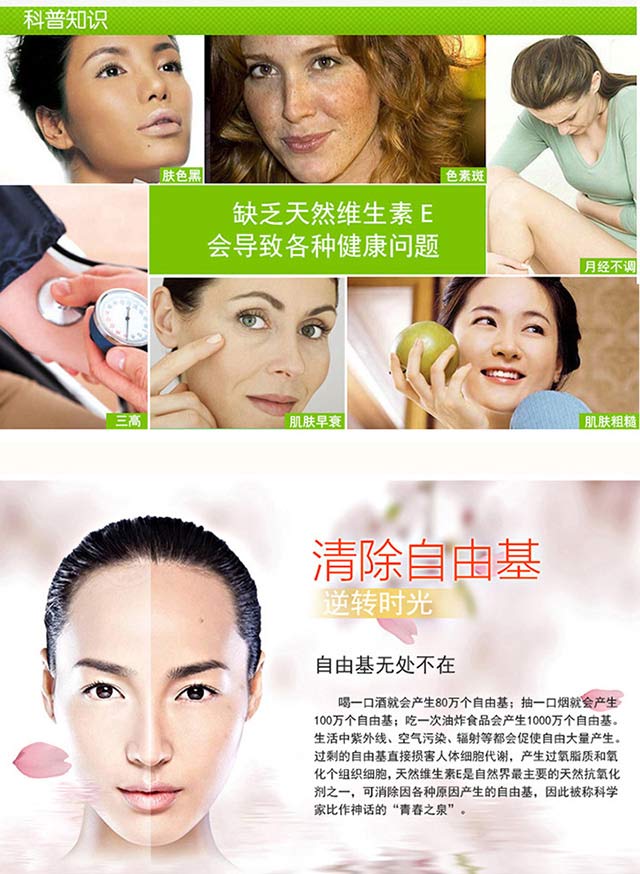 科普知识
肤色黑
色素斑
缺乏天然维生素 E
会导致各种健康问题
月经不调
三高
肌肤早衰
肌肤粗糙
清除自由基
逆转时光
自由基无处不在
喝一口酒就会产生80万个自由基；抽一口烟就会产生
100万个自由基；吃一次油炸食品会产生1000万个自由基。
生活中紫外线、空气污染、辐射等都会促使自由大量产生。
过剩的自由基直接损害人体细胞代谢，产生过氧脂质和氧
化个组织细胞，天然维生素E是自然界最主要的天然抗氧化
剂之一，可消除因各种原因产生的自由基，因此被称科学
家比作神话的“青春之泉”。